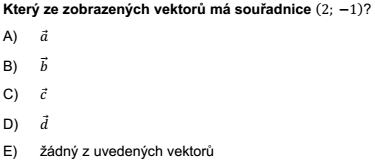 Který ze zobrazených vektorů má souřadnice (2; −1)?
A) a⃗
B) b⃗
C) c⃗
D) d⃗
E) žádný z uvedených vektorů